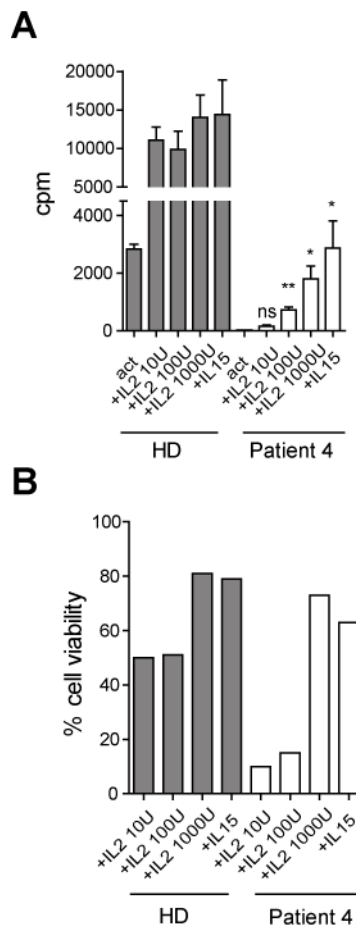 A
20000
15000
10000
5000
4000
2000
0
cpm
ns
**
*
*
act
+IL2 10U
+IL2 100U
+IL2 1000U
+IL15
act
+IL2 10U
+IL2 100U
+IL2 1000U
+IL15
HD
Patient 4
B
100
80
60
40
20
0
% cell viability
+IL2 10U
+IL2 100U
+IL2 1000U
+IL15
+IL2 10U
+IL2 100U
+IL2 1000U
+IL15
HD
Patient 4